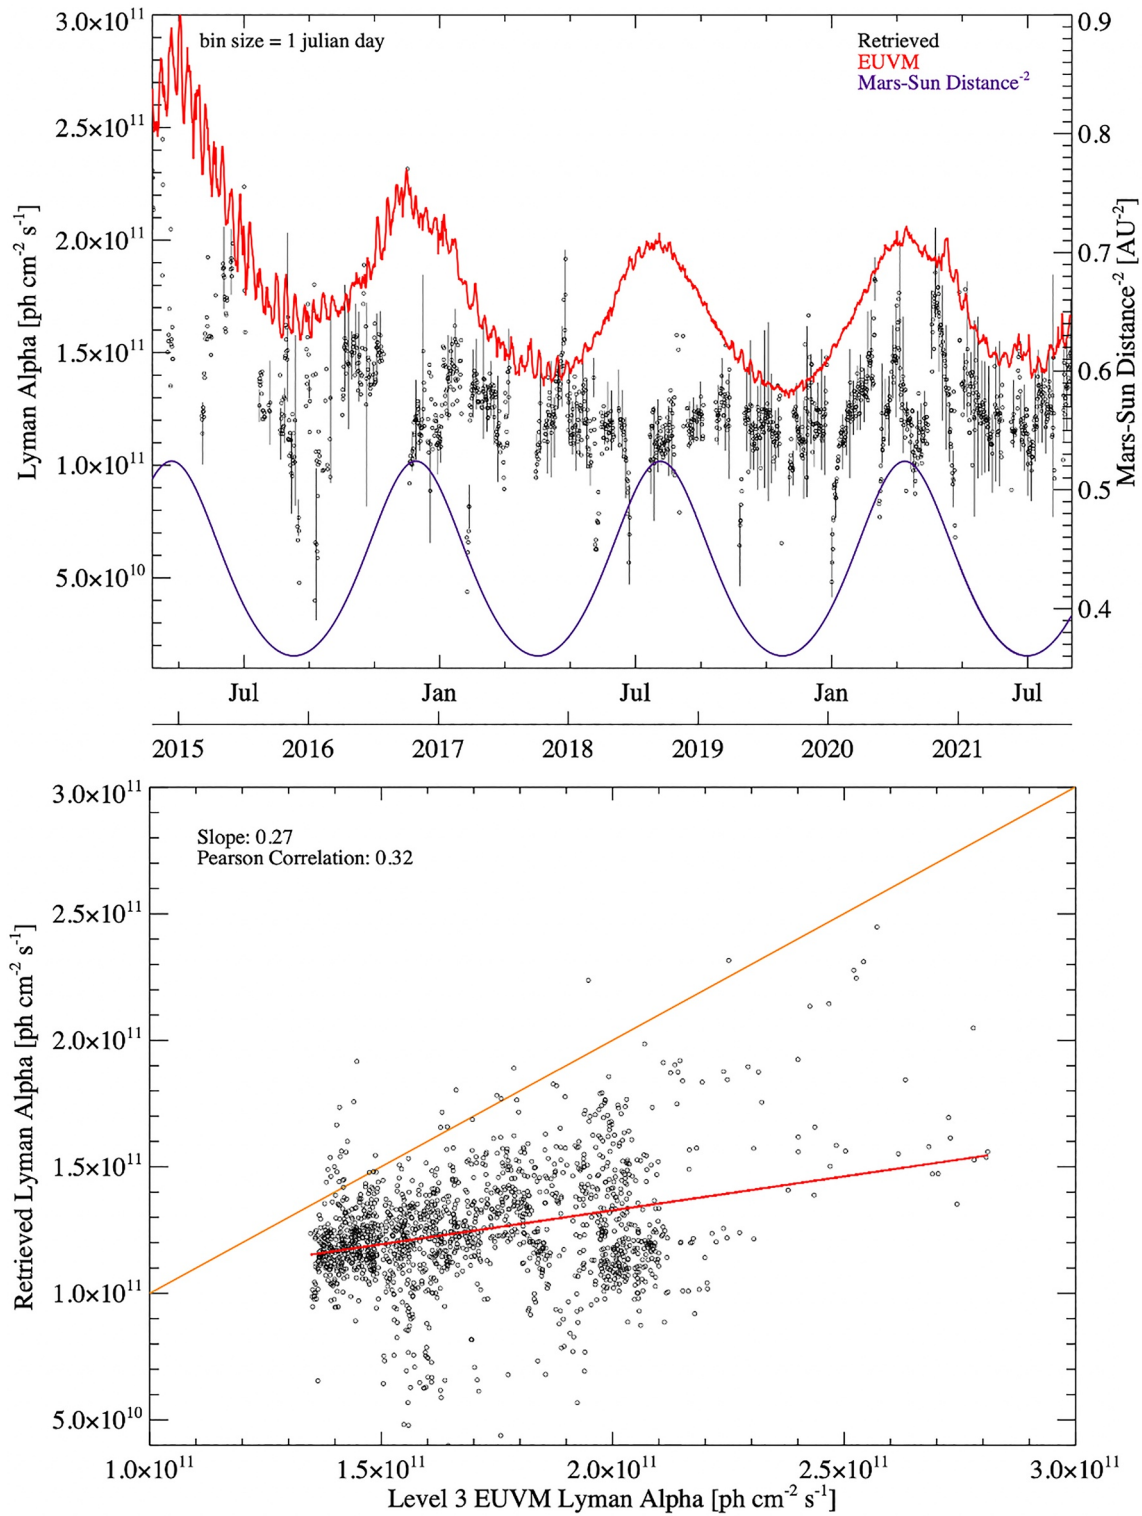 3.0×10¹¹
2.5×10¹¹
2.0×10¹¹
1.5×10¹¹
1.0×10¹¹
5.0×10¹⁰
Lyman Alpha [ph cm⁻² s⁻¹]
bin size = 1 julian day
Retrieved
EUVM
Mars-Sun Distance⁻²
0.9
0.8
0.7
0.6
0.5
0.4
Mars-Sun Distance⁻² [AU⁻²]
Jul Jan Jul Jan Jul
2015 2016 2017 2018 2019 2020 2021
3.0×10¹¹
2.5×10¹¹
2.0×10¹¹
1.5×10¹¹
1.0×10¹¹
5.0×10¹⁰
Retrieved Lyman Alpha [ph cm⁻² s⁻¹]
Slope: 0.27
Pearson Correlation: 0.32
1.0×10¹¹ 1.5×10¹¹ 2.0×10¹¹ 2.5×10¹¹ 3.0×10¹¹
Level 3 EUVM Lyman Alpha [ph cm⁻² s⁻¹]